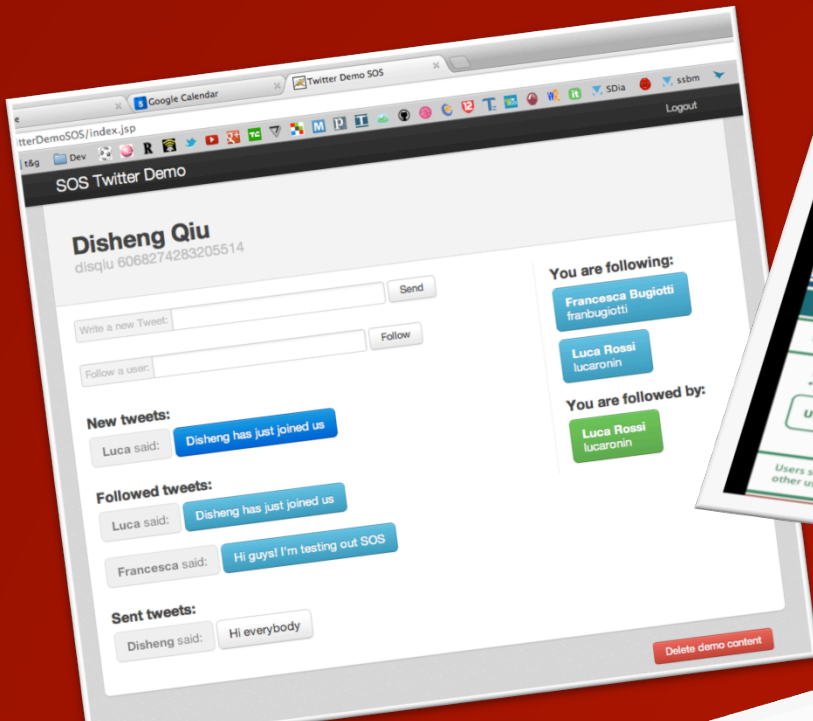 Google Calendar
Twitter Demo SOS
itterDemoSOS/index.jsp
t&g Dev SDia ssbm
SOS Twitter Demo
Logout
Disheng Qiu
disqiu 6068274283205514
Write a new Tweet:
Send
Follow a user:
Follow
New tweets:
Luca said: Disheng has just joined us
Followed tweets:
Luca said: Disheng has just joined us
Francesca said: Hi guys! I'm testing out SOS
Sent tweets:
Disheng said: Hi everybody
You are following:
Francesca Bugiotti
franbugiotti
Luca Rossi
lucaronin
You are followed by:
Luca Rossi
lucaronin
Delete demo content
Users s
other us